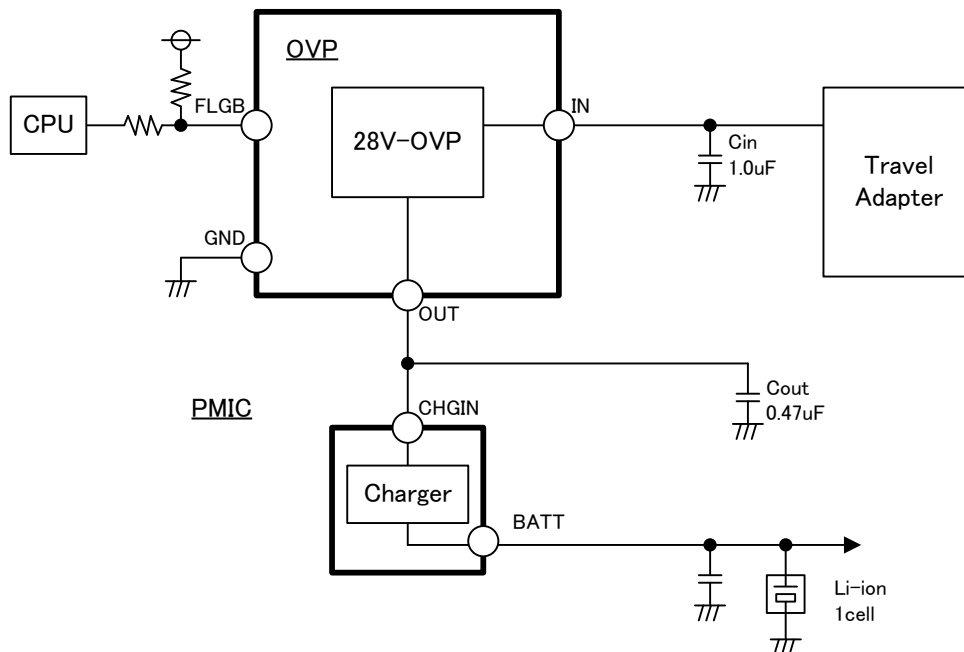 OVP
FLGB
IN
CPU
28V-OVP
Cin
1.0uF
Travel
Adapter
GND
OUT
Cout
0.47uF
PMIC
CHGIN
Charger
BATT
Li-ion
1cell